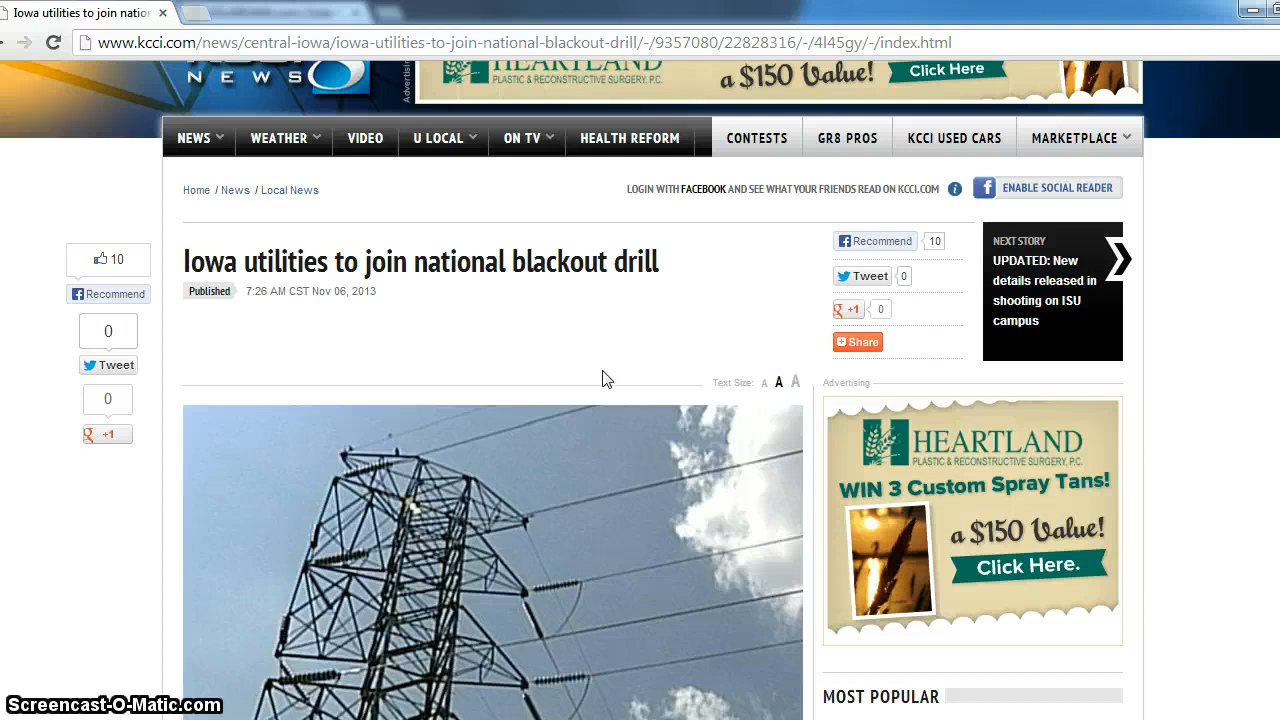 Iowa utilities to join nation
www.kcci.com/news/central-iowa/iowa-utilities-to-join-national-blackout-drill/-/9357080/22828316/-/4l45gy/-/index.html
NEWS
Advertising
HEARTLAND
PLASTIC & RECONSTRUCTIVE SURGERY, P.C.
a $150 Value!
Click Here
NEWS WEATHER VIDEO U LOCAL ON TV HEALTH REFORM CONTESTS GR8 PROS KCCI USED CARS MARKETPLACE
Home / News / Local News
LOGIN WITH FACEBOOK AND SEE WHAT YOUR FRIENDS READ ON KCCI.COM
i
f ENABLE SOCIAL READER
Iowa utilities to join national blackout drill
Published 7:26 AM CST Nov 06, 2013
10
f Recommend
0
Tweet
0
g +1
f Recommend 10
Tweet 0
g +1 0
Share
NEXT STORY
UPDATED: New
details released in
shooting on ISU
campus
Text Size: A A A
Advertising
HEARTLAND
PLASTIC & RECONSTRUCTIVE SURGERY, P.C.
WIN 3 Custom Spray Tans!
a $150 Value!
Click Here.
MOST POPULAR
Screencast-O-Matic.com